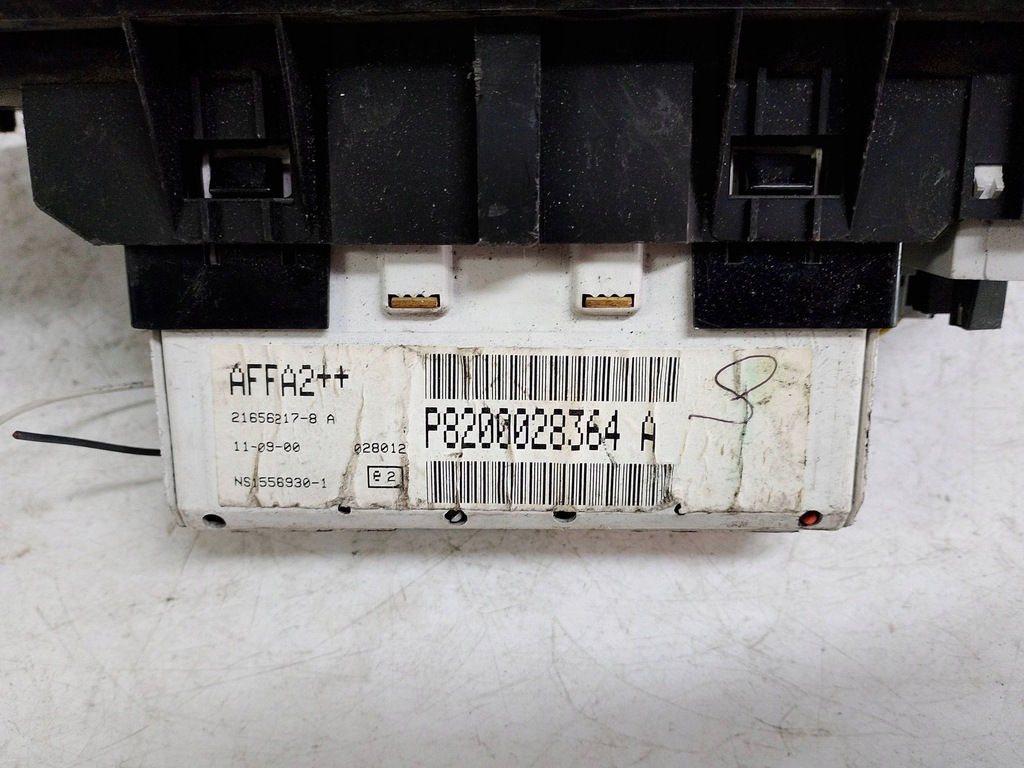 AFFA2++
21656217-8 A
11-09-00 028012
NS1556930-1 e2
P8200028364 A